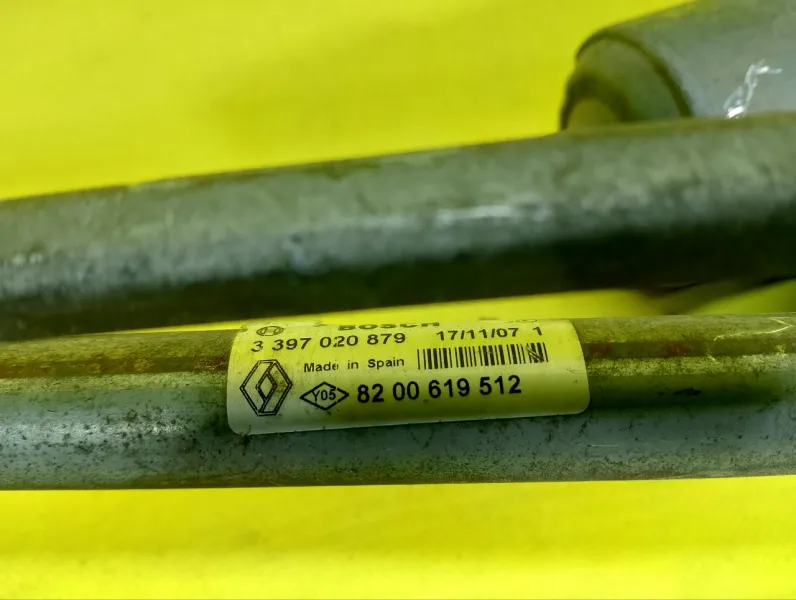 BOSCH
3 397 020 879 17/11/07 1
Made in Spain
Y05 82 00 619 512